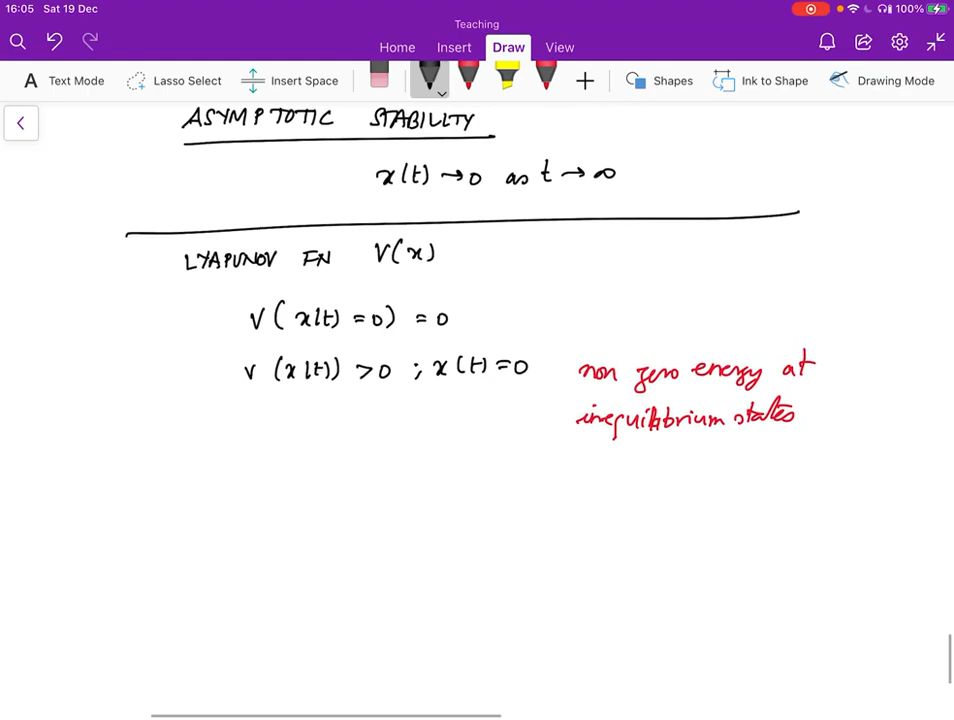 16:05 Sat 19 Dec
100%
Teaching
Home Insert Draw View
A Text Mode Lasso Select Insert Space Shapes Ink to Shape Drawing Mode
ASYMPTOTIC STABILITY
x(t) → 0 as t → ∞
LYAPUNOV FN V(x)
V(x(t) = 0) = 0
V(x(t)) > 0 ; x(t) = 0
non zero energy at
inequilibrium states